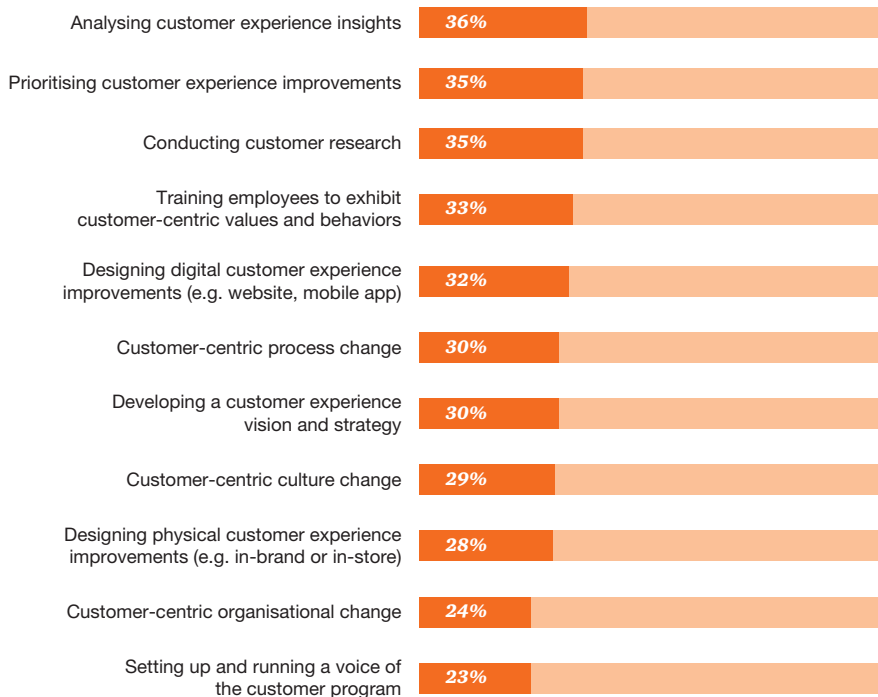 Analysing customer experience insights
36%
Prioritising customer experience improvements
35%
Conducting customer research
35%
Training employees to exhibit
customer-centric values and behaviors
33%
Designing digital customer experience
improvements (e.g. website, mobile app)
32%
Customer-centric process change
30%
Developing a customer experience
vision and strategy
30%
Customer-centric culture change
29%
Designing physical customer experience
improvements (e.g. in-brand or in-store)
28%
Customer-centric organisational change
24%
Setting up and running a voice of
the customer program
23%